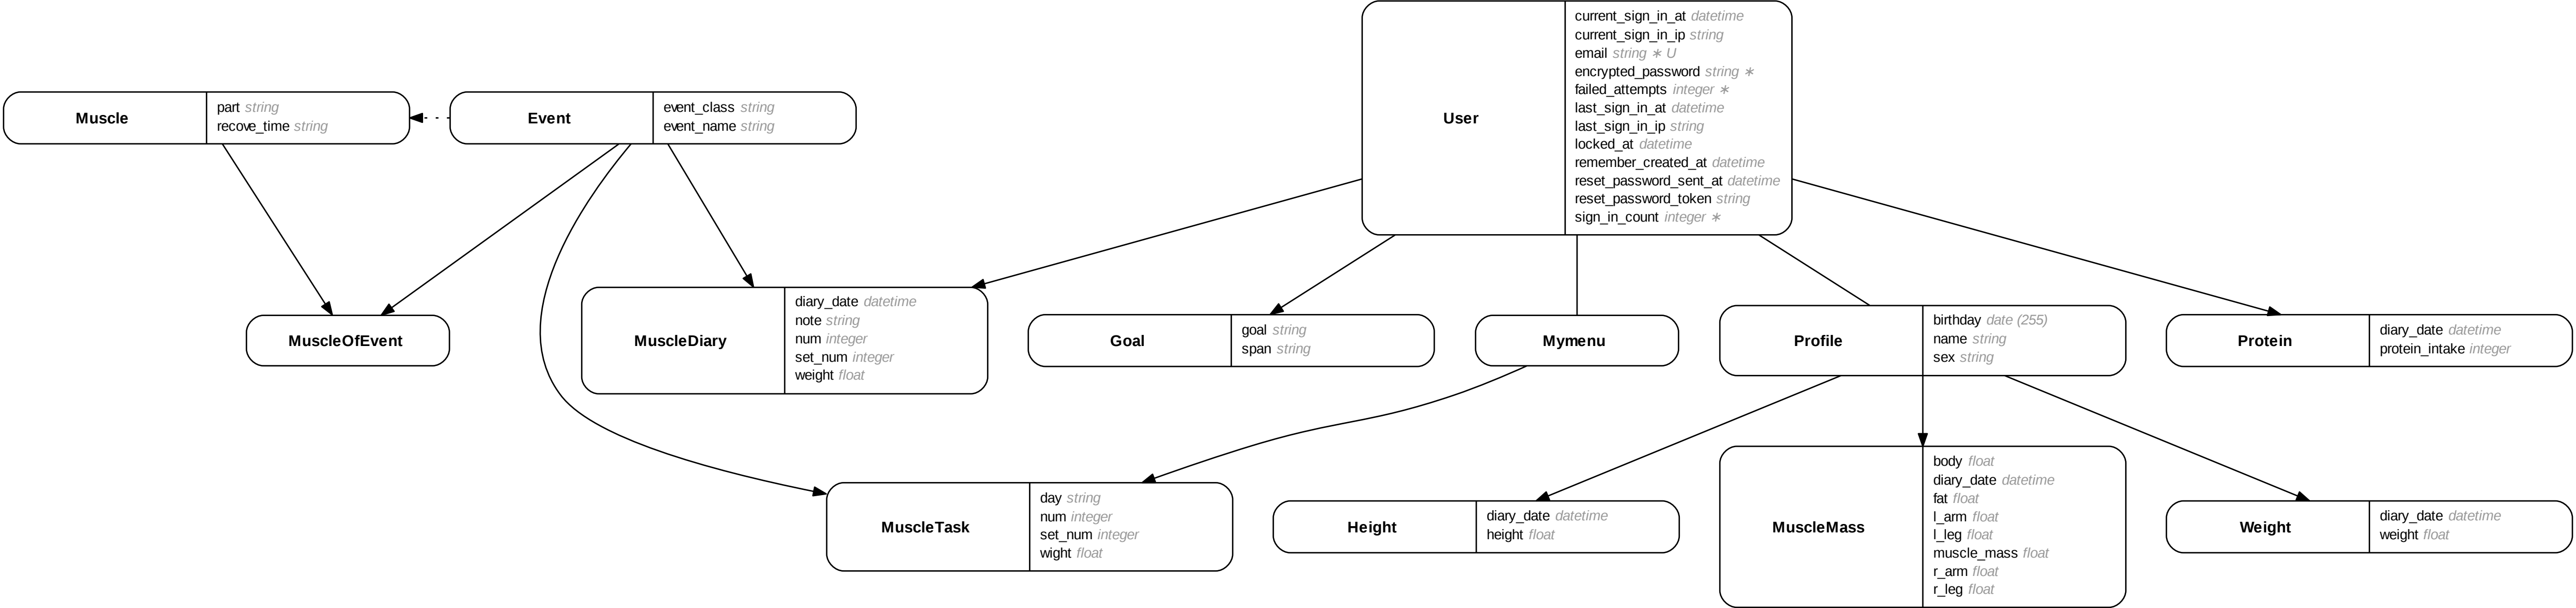 Muscle
part string
recove_time string
Event
event_class string
event_name string
User
current_sign_in_at datetime
current_sign_in_ip string
email string ∗ U
encrypted_password string ∗
failed_attempts integer ∗
last_sign_in_at datetime
last_sign_in_ip string
locked_at datetime
remember_created_at datetime
reset_password_sent_at datetime
reset_password_token string
sign_in_count integer ∗
MuscleOfEvent
MuscleDiary
diary_date datetime
note string
num integer
set_num integer
weight float
Goal
goal string
span string
Mymenu
Profile
birthday date (255)
name string
sex string
Protein
diary_date datetime
protein_intake integer
MuscleTask
day string
num integer
set_num integer
wight float
Height
diary_date datetime
height float
MuscleMass
body float
diary_date datetime
fat float
l_arm float
l_leg float
muscle_mass float
r_arm float
r_leg float
Weight
diary_date datetime
weight float